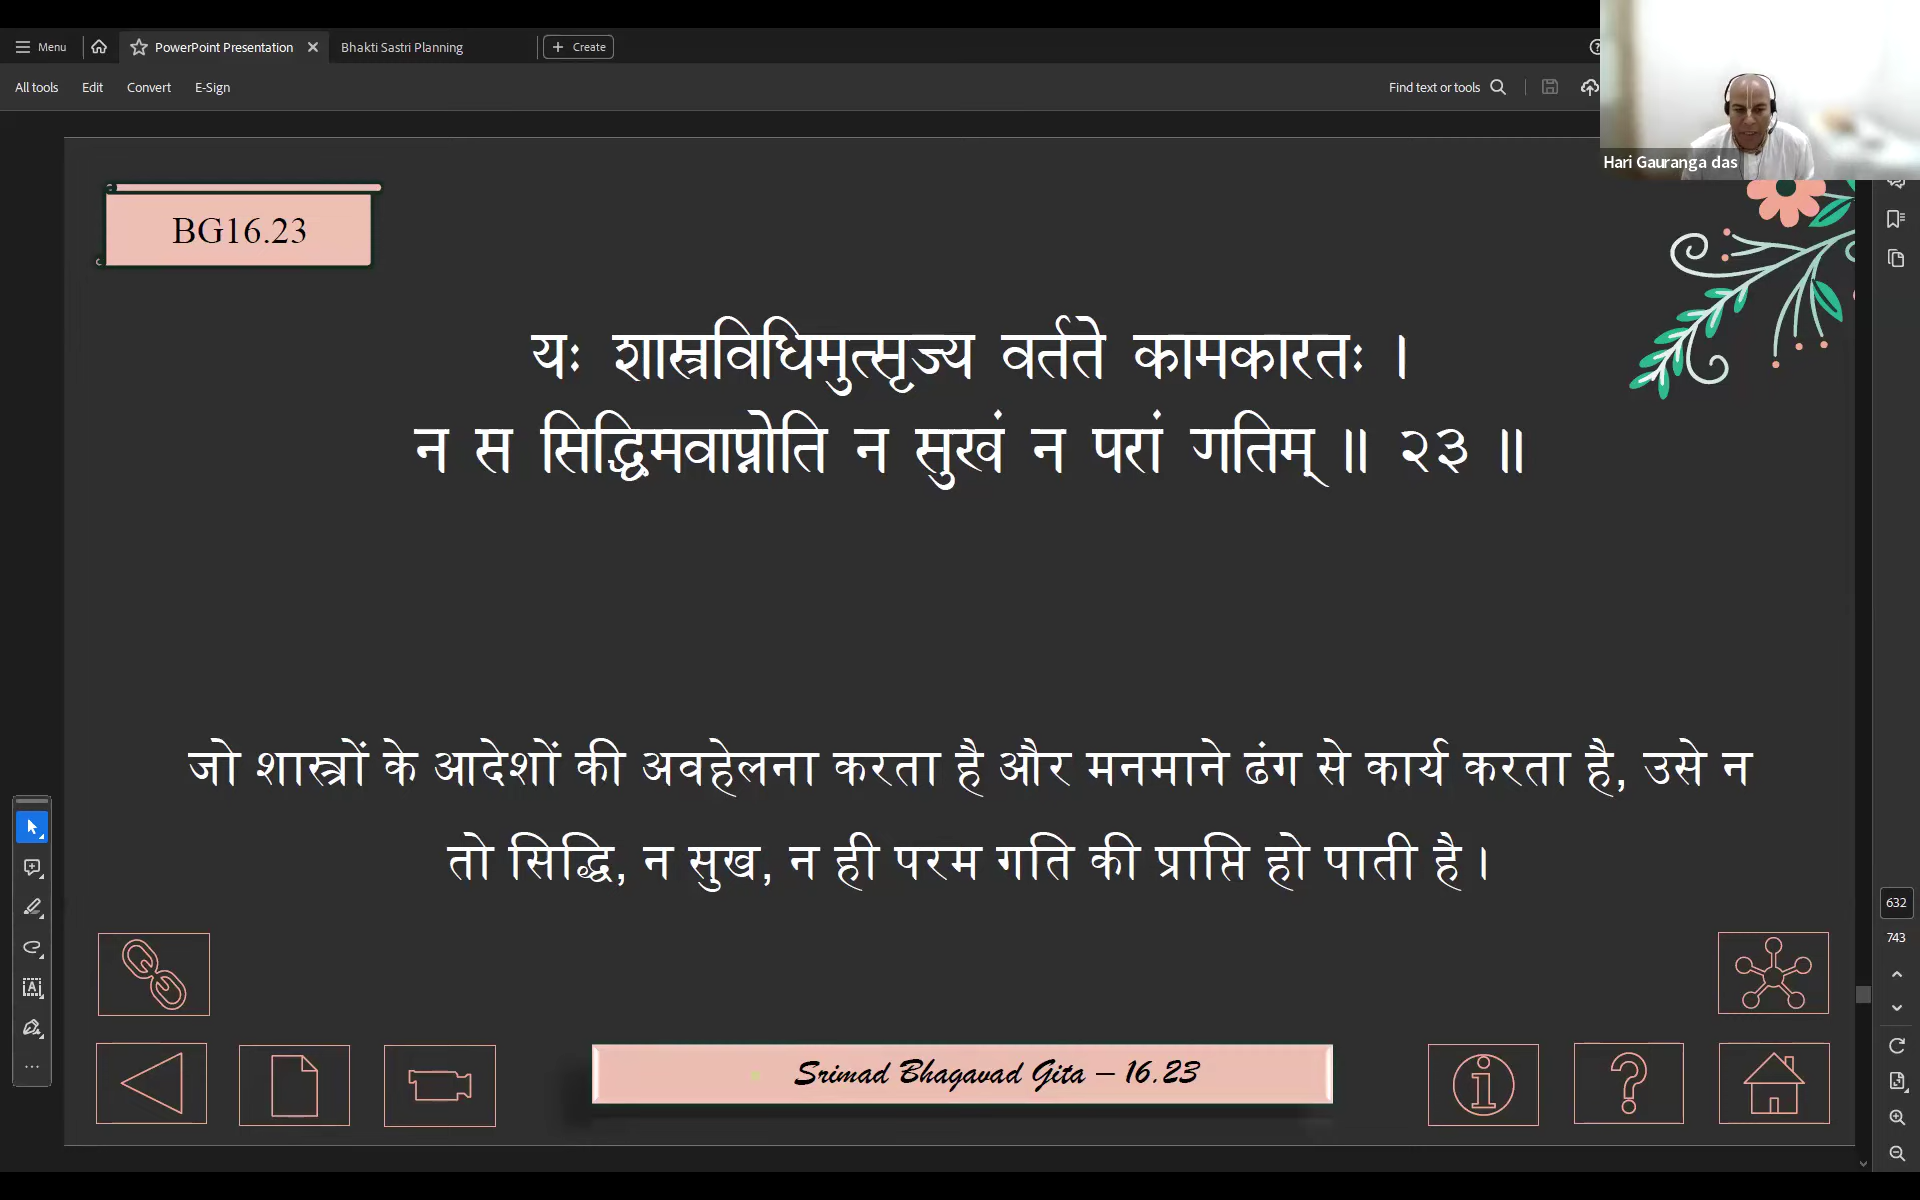 Menu
PowerPoint Presentation
Bhakti Sastri Planning
Create
All tools
Edit
Convert
E-Sign
Find text or tools
Hari Gauranga das
BG16.23
यः शास्त्रविधिमुत्सृज्य वर्तते कामकारतः ।
न स सिद्धिमवाप्नोति न सुखं न परां गतिम् ॥ २३ ॥
जो शास्त्रों के आदेशों की अवहेलना करता है और मनमाने ढंग से कार्य करता है, उसे न
तो सिद्धि, न सुख, न ही परम गति की प्राप्ति हो पाती है ।
632
743
Srimad Bhagavad Gita – 16.23